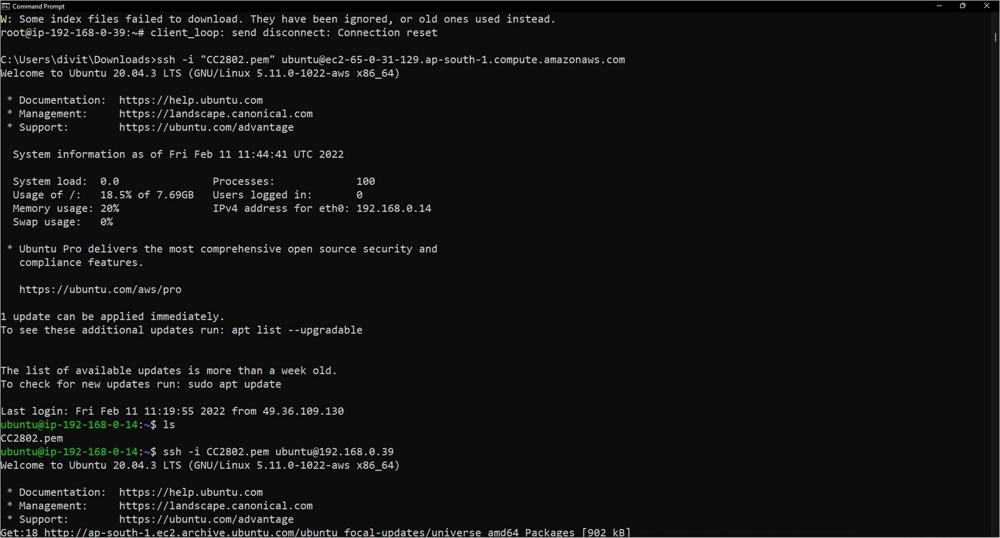 Command Prompt
W: Some index files failed to download. They have been ignored, or old ones used instead.
root@ip-192-168-0-39:~# client_loop: send disconnect: Connection reset
C:\Users\divit\Downloads>ssh -i "CC2802.pem" ubuntu@ec2-65-0-31-129.ap-south-1.compute.amazonaws.com
Welcome to Ubuntu 20.04.3 LTS (GNU/Linux 5.11.0-1022-aws x86_64)
* Documentation:  https://help.ubuntu.com
* Management:     https://landscape.canonical.com
* Support:        https://ubuntu.com/advantage
System information as of Fri Feb 11 11:44:41 UTC 2022
System load:  0.0               Processes:             100
Usage of /:   18.5% of 7.69GB   Users logged in:       0
Memory usage: 20%               IPv4 address for eth0: 192.168.0.14
Swap usage:   0%
* Ubuntu Pro delivers the most comprehensive open source security and
compliance features.
https://ubuntu.com/aws/pro
1 update can be applied immediately.
To see these additional updates run: apt list --upgradable
The list of available updates is more than a week old.
To check for new updates run: sudo apt update
Last login: Fri Feb 11 11:19:55 2022 from 49.36.109.130
ubuntu@ip-192-168-0-14:~$ ls
CC2802.pem
ubuntu@ip-192-168-0-14:~$ ssh -i CC2802.pem ubuntu@192.168.0.39
Welcome to Ubuntu 20.04.3 LTS (GNU/Linux 5.11.0-1022-aws x86_64)
* Documentation:  https://help.ubuntu.com
* Management:     https://landscape.canonical.com
* Support:        https://ubuntu.com/advantage
Get:18 http://ap-south-1.ec2.archive.ubuntu.com/ubuntu focal-updates/universe amd64 Packages [902 kB]